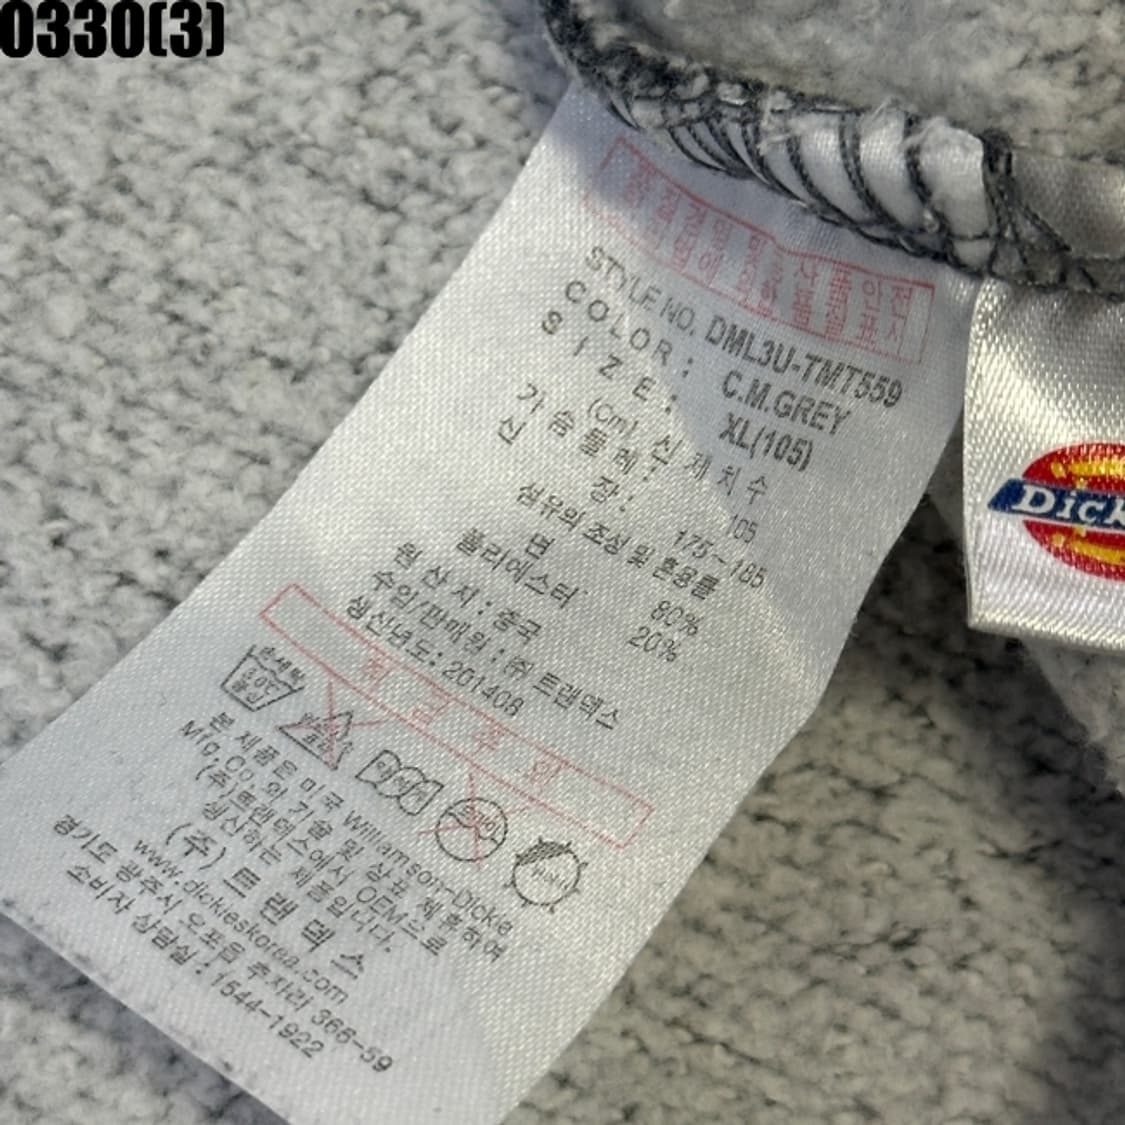 0330(3)
품질경영 및 공산품안전
관리법에 의한 품질표시
STYLE NO. DML3U-TMT559
COLOR : C.M.GREY
SIZE : XL(105)
(Cm) 신체치수
가슴둘레 : 105
신 장 : 175~185
섬유의 조성 및 혼용률
면 80%
폴리에스터 20%
원산지 : 중국
수입/판매원 : ㈜ 트랜덱스
생산년도 : 201408
취급주의
본 제품은 미국 Williamson-Dickie
Mfg. Co.의 기술 및 상표 제휴하여
(주)트랜덱스에서 OEM으로
생산하는 제품입니다.
(주) 트랜덱스
www.dickieskorea.com
경기도 광주시 오포읍 추자리 366-59
소비자 상담실 : 1544-1922